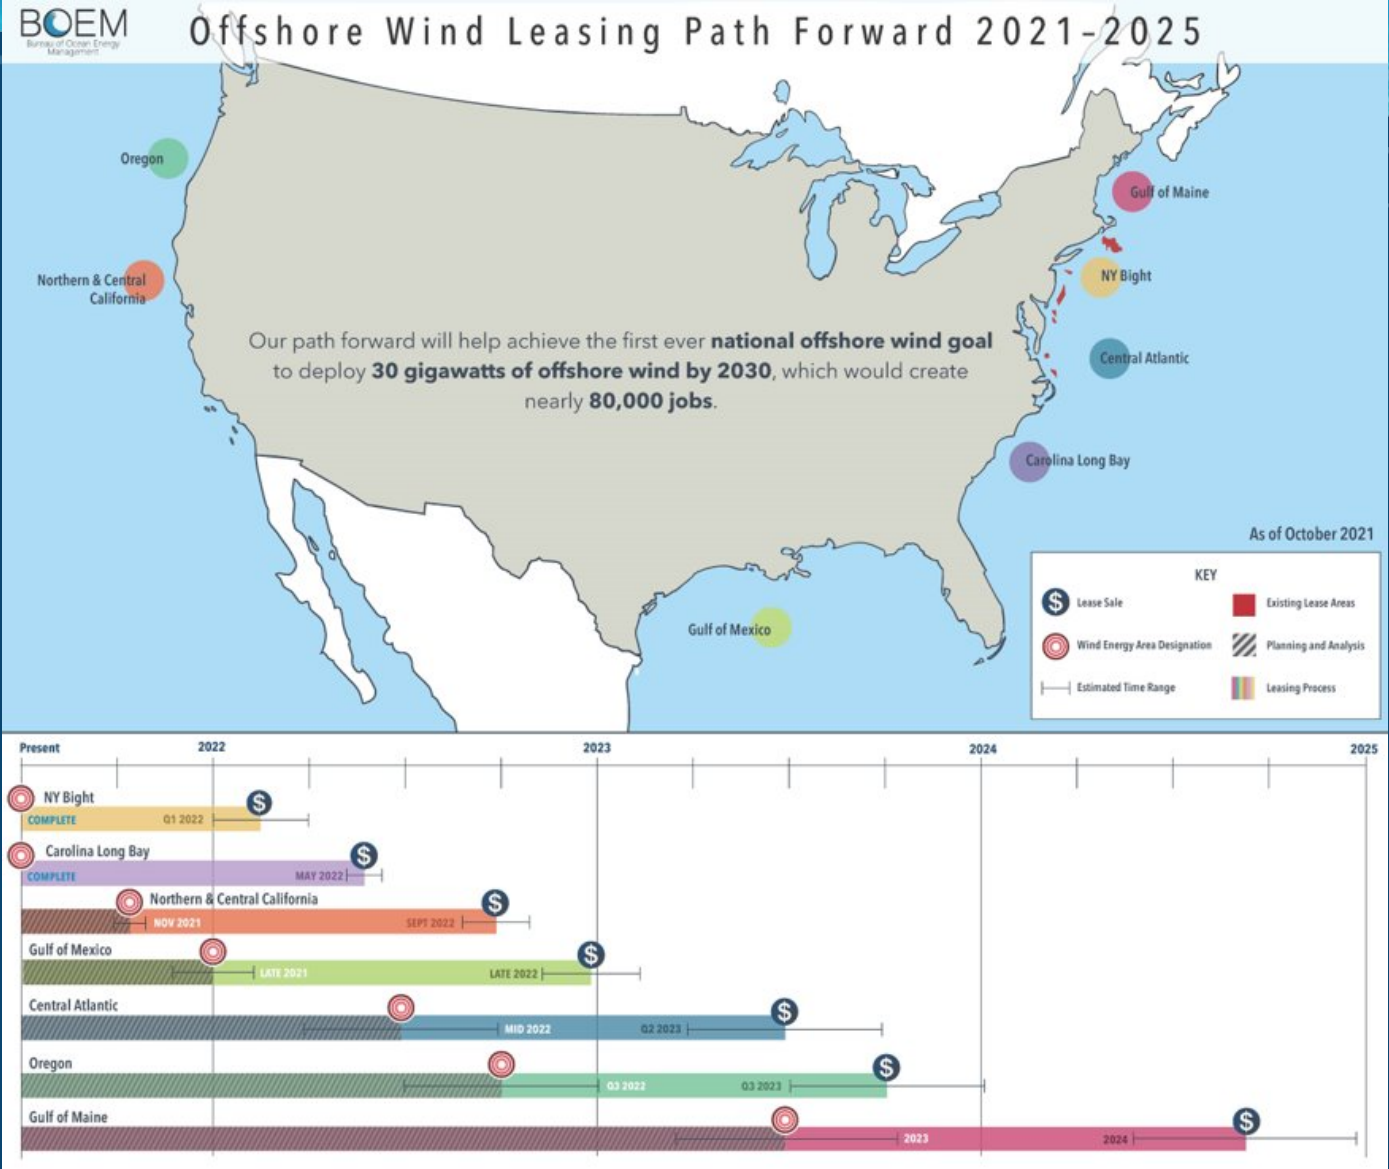 BOEM
Bureau of Ocean Energy
Management
Offshore Wind Leasing Path Forward 2021–2025
Oregon
Gulf of Maine
Northern & Central
California
NY Bight
Our path forward will help achieve the first ever national offshore wind goal
to deploy 30 gigawatts of offshore wind by 2030, which would create
nearly 80,000 jobs.
Central Atlantic
Carolina Long Bay
Gulf of Mexico
As of October 2021
KEY
$ Lease Sale
Existing Lease Areas
Wind Energy Area Designation
Planning and Analysis
Estimated Time Range
Leasing Process
Present 2022 2023 2024 2025
NY Bight $
COMPLETE Q1 2022
Carolina Long Bay $
COMPLETE MAY 2022
Northern & Central California $
NOV 2021 SEPT 2022
Gulf of Mexico $
LATE 2021 LATE 2022
Central Atlantic $
MID 2022 Q2 2023
Oregon $
Q3 2022 Q3 2023
Gulf of Maine $
2023 2024